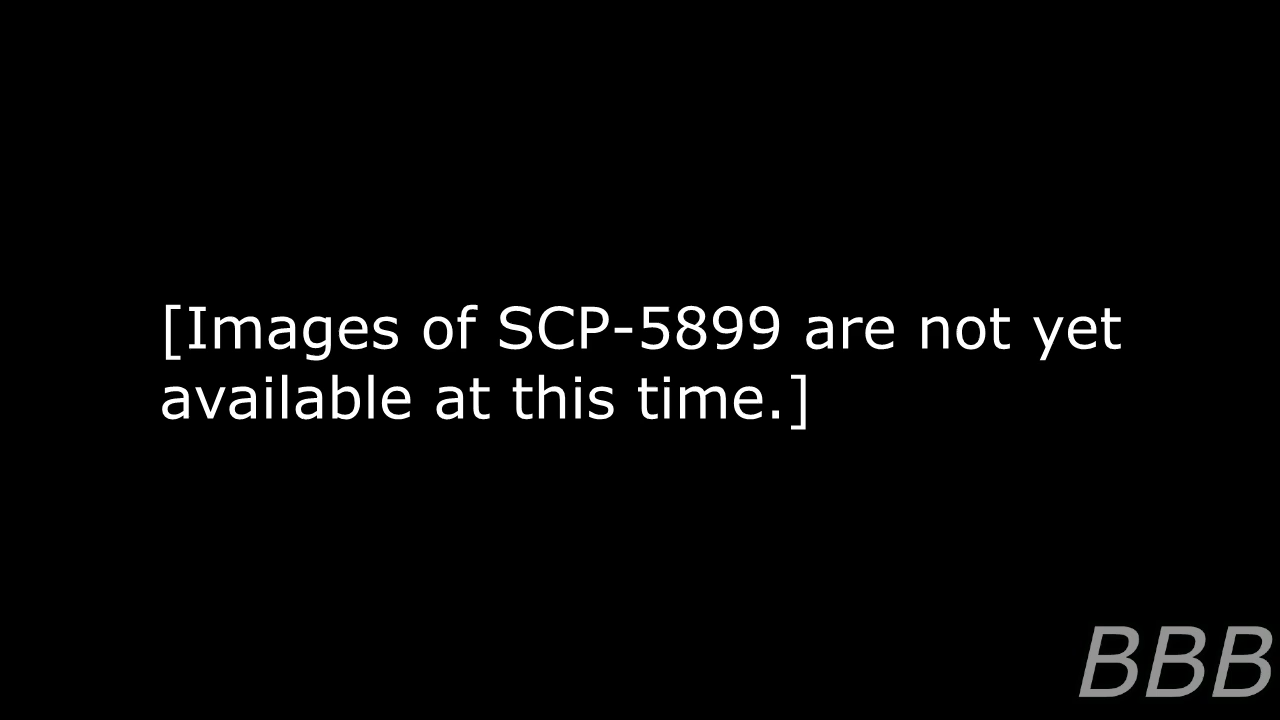 [Images of SCP-5899 are not yet
available at this time.]
BBB